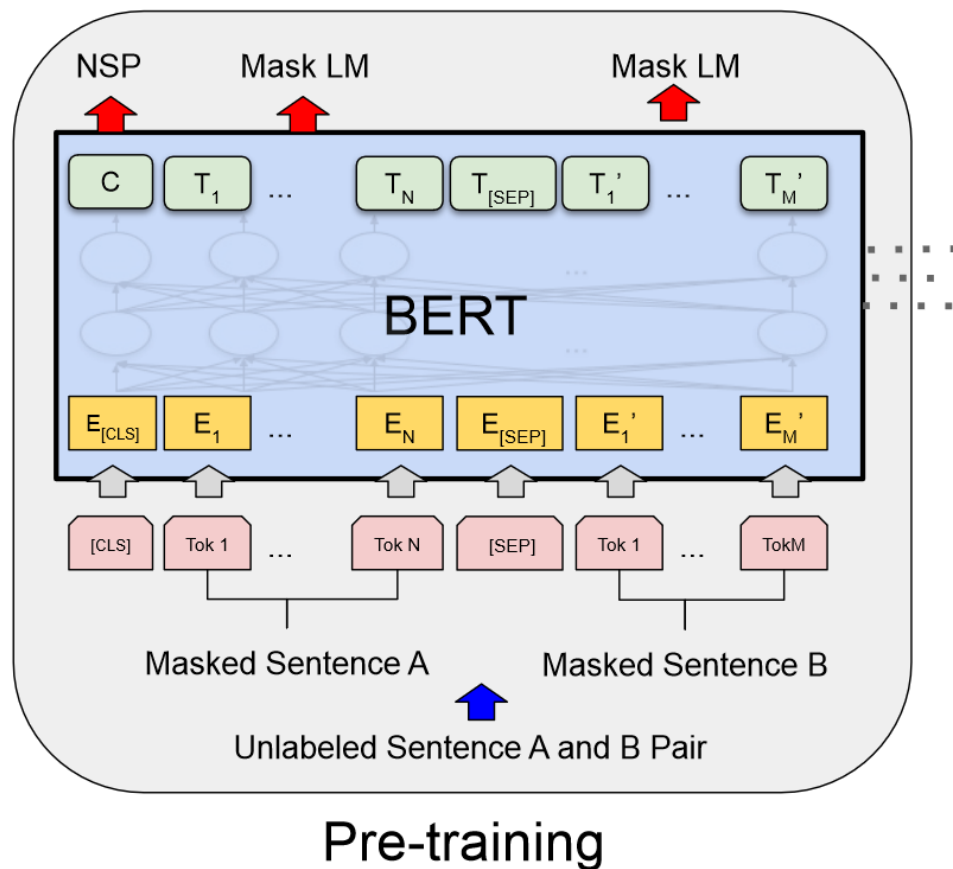 NSP Mask LM Mask LM
C T1 ... TN T[SEP] T1’ ... TM’
...
BERT
...
E[CLS] E1 ... EN E[SEP] E1’ ... EM’
[CLS] Tok 1 ... Tok N [SEP] Tok 1 ... TokM
Masked Sentence A Masked Sentence B
Unlabeled Sentence A and B Pair
Pre-training